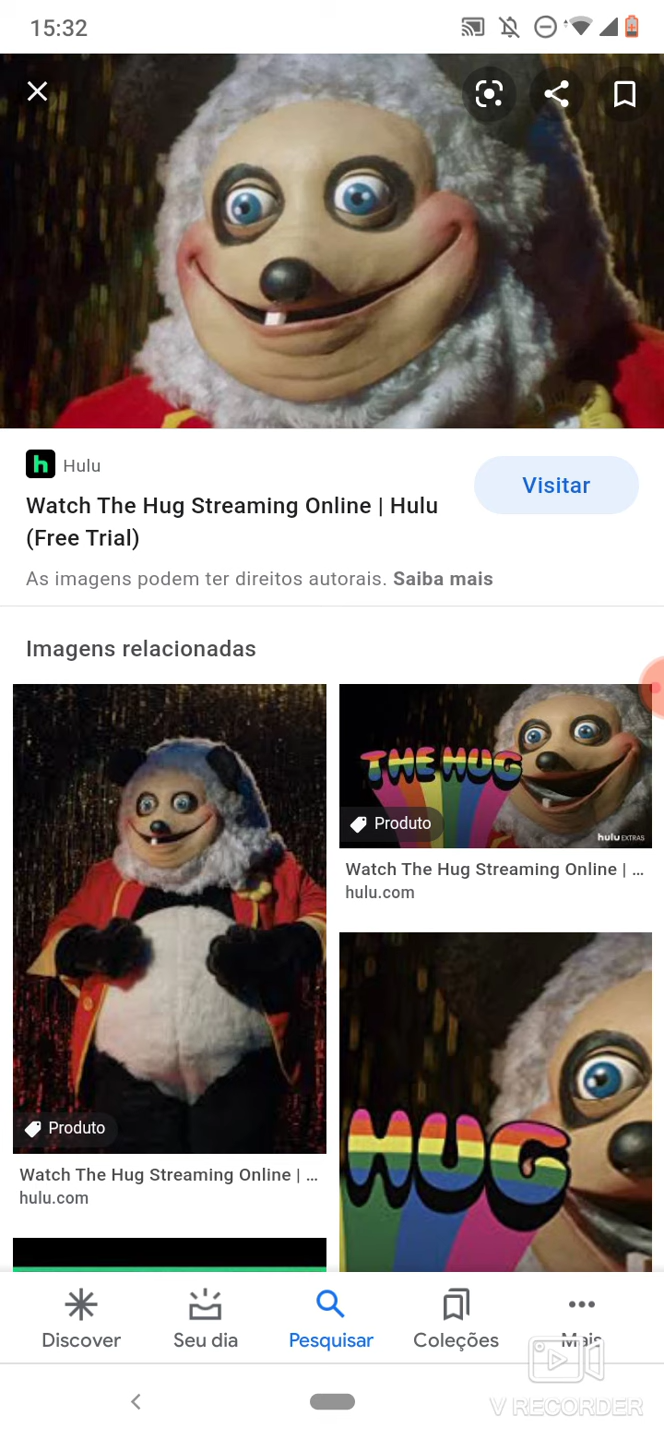 15:32
h Hulu
Visitar
Watch The Hug Streaming Online | Hulu
(Free Trial)
As imagens podem ter direitos autorais. Saiba mais
Imagens relacionadas
THE HUG
Produto
hulu EXTRAS
Watch The Hug Streaming Online | ...
hulu.com
HUG
Produto
Watch The Hug Streaming Online | ...
hulu.com
Discover
Seu dia
Pesquisar
Coleções
Mais
V RECORDER